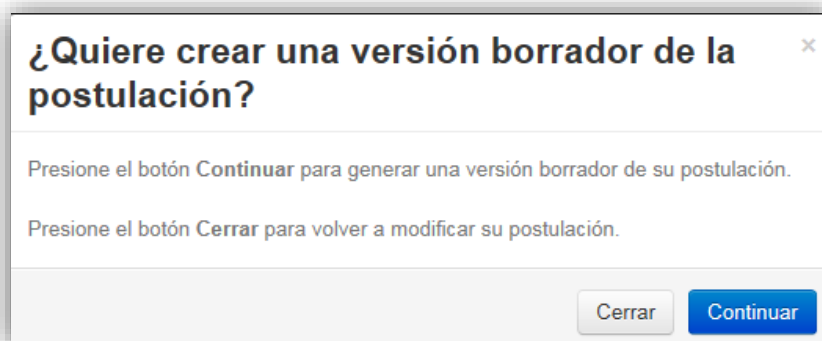 ¿Quiere crear una versión borrador de la ×
postulación?
Presione el botón Continuar para generar una versión borrador de su postulación.
Presione el botón Cerrar para volver a modificar su postulación.
Cerrar Continuar